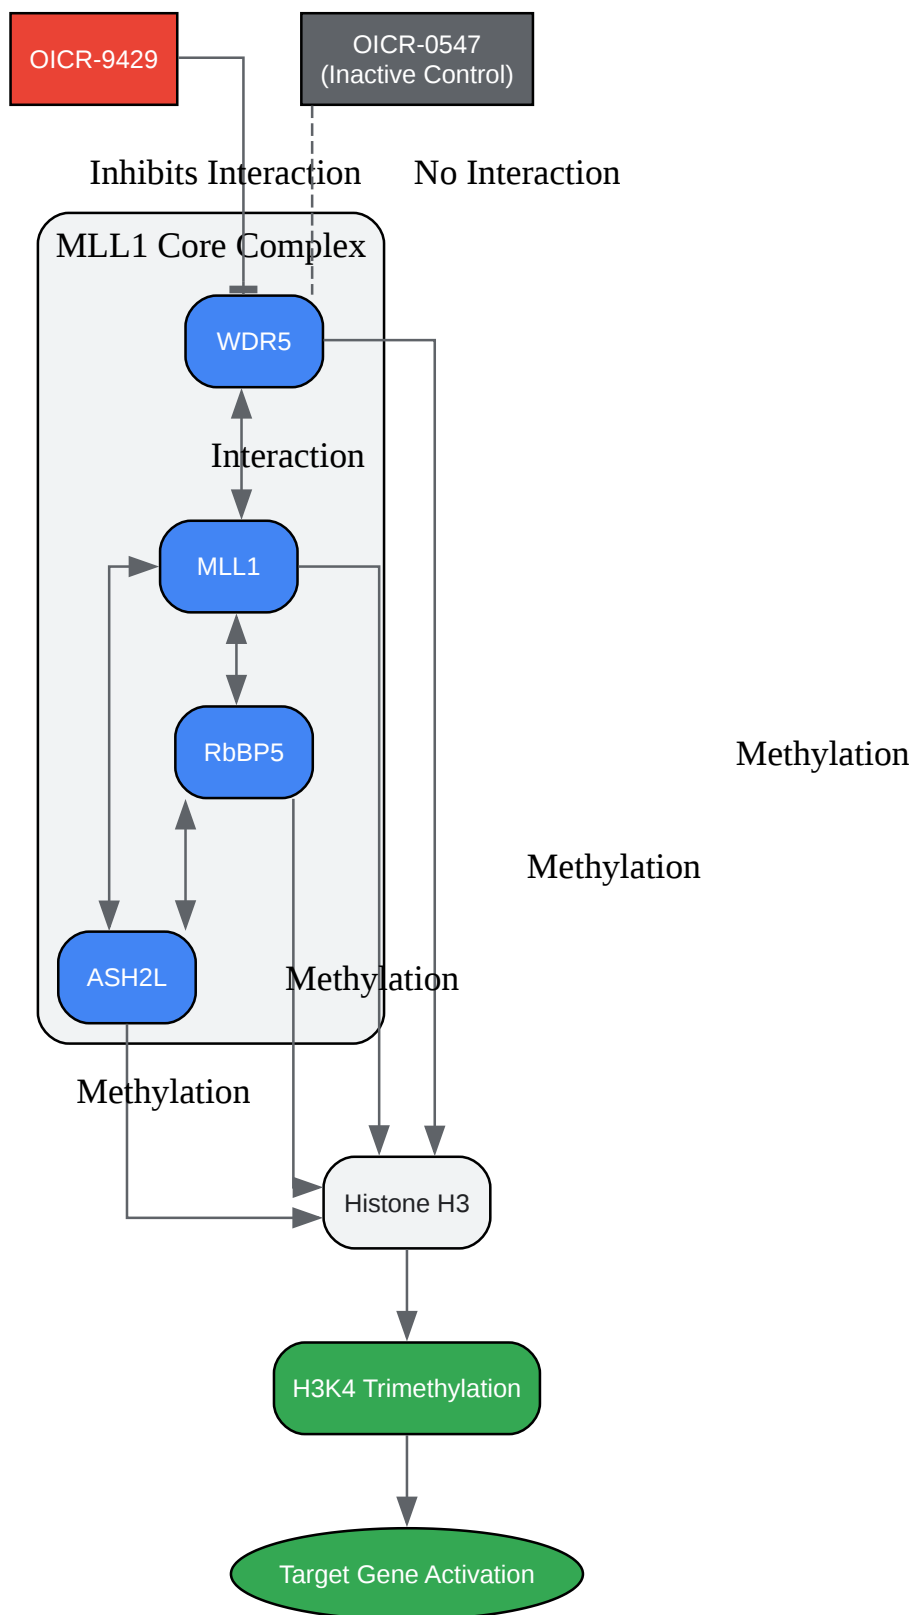 OICR-9429
OICR-0547
(Inactive Control)
Inhibits Interaction
No Interaction
MLL1 Core Complex
WDR5
Interaction
MLL1
RbBP5
Methylation
Methylation
ASH2L
Methylation
Methylation
Histone H3
H3K4 Trimethylation
Target Gene Activation